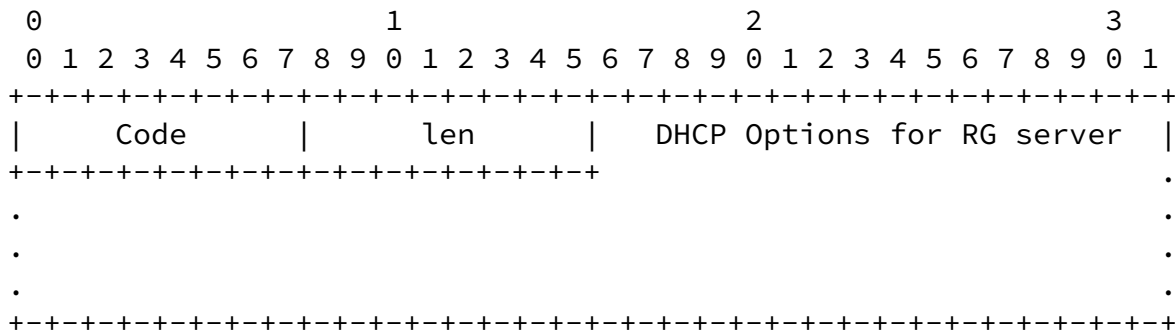 0                   1                   2                   3
 0 1 2 3 4 5 6 7 8 9 0 1 2 3 4 5 6 7 8 9 0 1 2 3 4 5 6 7 8 9 0 1
+-+-+-+-+-+-+-+-+-+-+-+-+-+-+-+-+-+-+-+-+-+-+-+-+-+-+-+-+-+-+-+-+
|     Code      |      len      |   DHCP Options for RG server  |
+-+-+-+-+-+-+-+-+-+-+-+-+-+-+-+-+                               .
.                                                               .
.                                                               .
.                                                               .
+-+-+-+-+-+-+-+-+-+-+-+-+-+-+-+-+-+-+-+-+-+-+-+-+-+-+-+-+-+-+-+-+